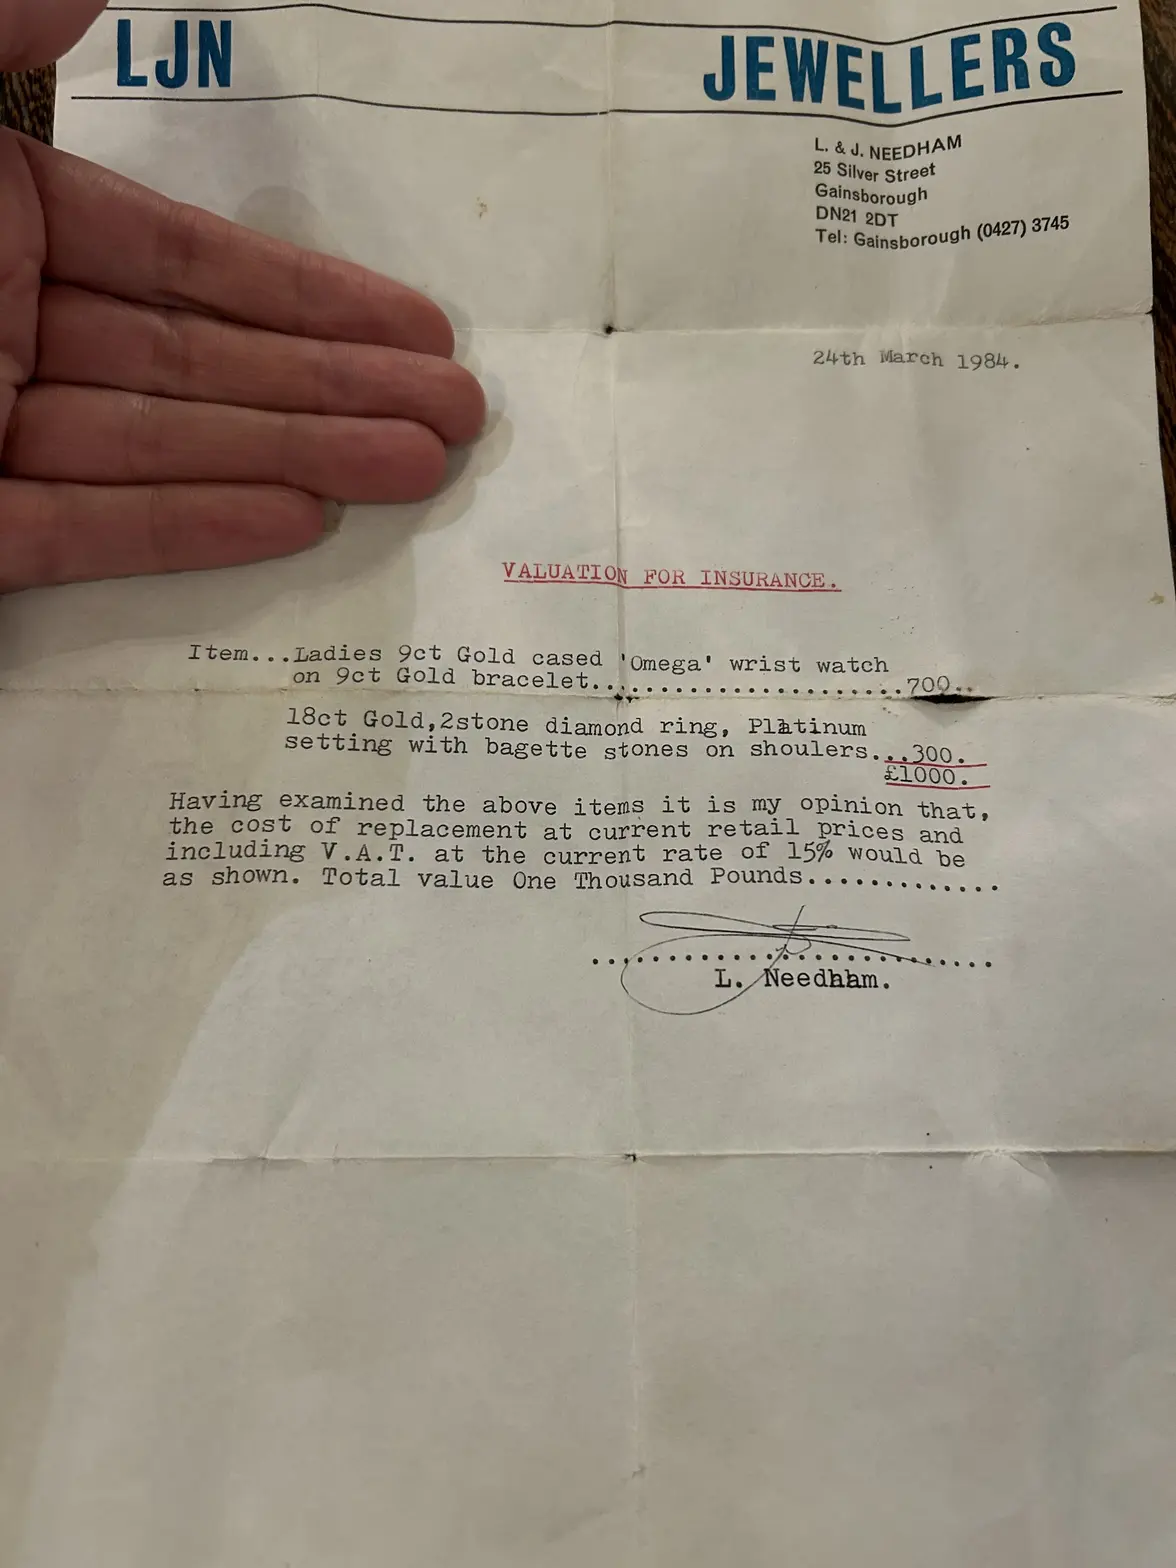 LJN JEWELLERS
L. & J. NEEDHAM
25 Silver Street
Gainsborough
DN21 2DT
Tel: Gainsborough (0427) 3745
24th March 1984.
VALUATION FOR INSURANCE.
Item...Ladies 9ct Gold cased 'Omega' wrist watch
on 9ct Gold bracelet...........................700..
18ct Gold,2stone diamond ring, Platinum
setting with bagette stones on shoulers...300.
£1000.
Having examined the above items it is my opinion that,
the cost of replacement at current retail prices and
including V.A.T. at the current rate of 15% would be
as shown. Total value One Thousand Pounds.............
L. Needham.